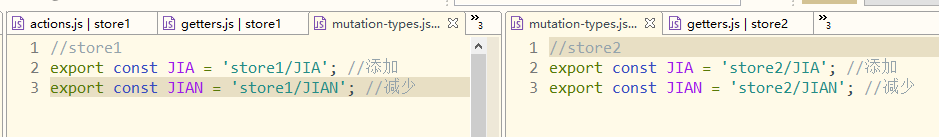 actions.js | store1
getters.js | store1
mutation-types.js...
3
1 //store1
2 export const JIA = 'store1/JIA'; //添加
3 export const JIAN = 'store1/JIAN'; //减少
mutation-types.js...
getters.js | store2
3
1 //store2
2 export const JIA = 'store2/JIA'; //添加
3 export const JIAN = 'store2/JIAN'; //减少